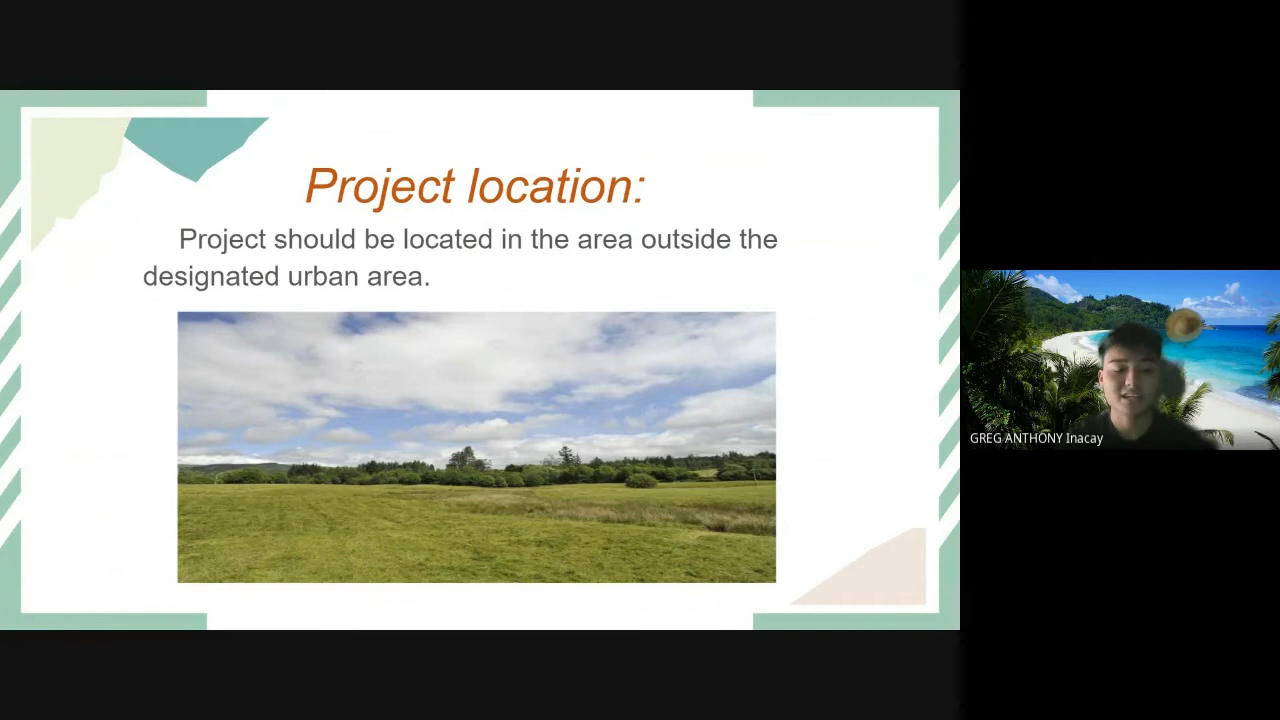 Project location:
Project should be located in the area outside the
designated urban area.
GREG ANTHONY Inacay